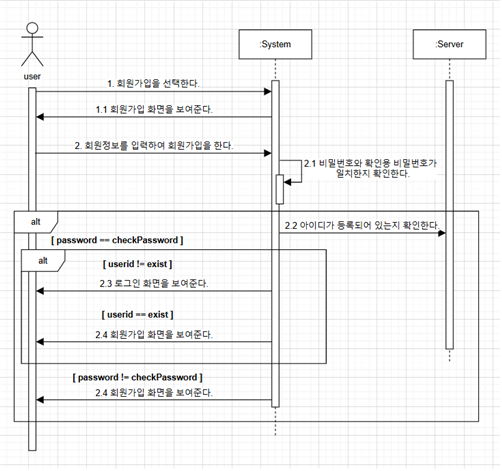 :System
:Server
user
1. 회원가입을 선택한다.
1.1 회원가입 화면을 보여준다.
2. 회원정보를 입력하여 회원가입을 한다.
2.1 비밀번호와 확인용 비밀번호가
일치한지 확인한다.
alt
2.2 아이디가 등록되어 있는지 확인한다.
[ password == checkPassword ]
alt
[ userid != exist ]
2.3 로그인 화면을 보여준다.
[ userid == exist ]
2.4 회원가입 화면을 보여준다.
[ password != checkPassword ]
2.4 회원가입 화면을 보여준다.